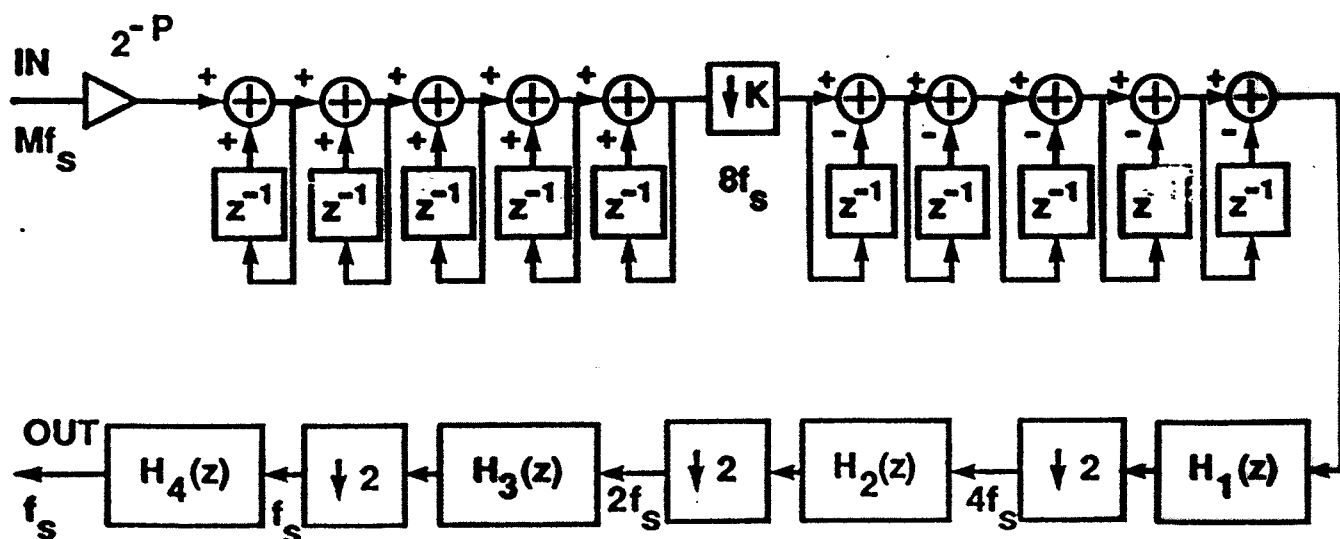 2^-P
IN
Mf_s
+ + + + +
+ + + + +
z^-1 z^-1 z^-1 z^-1 z^-1
↓ K
8f_s
+ + + + +
- - - - -
z^-1 z^-1 z^-1 z z^-1
OUT
f_s
H_4(z)
f_s
↓ 2
H_3(z)
2f_s
↓ 2
H_2(z)
4f_s
↓ 2
H_1(z)